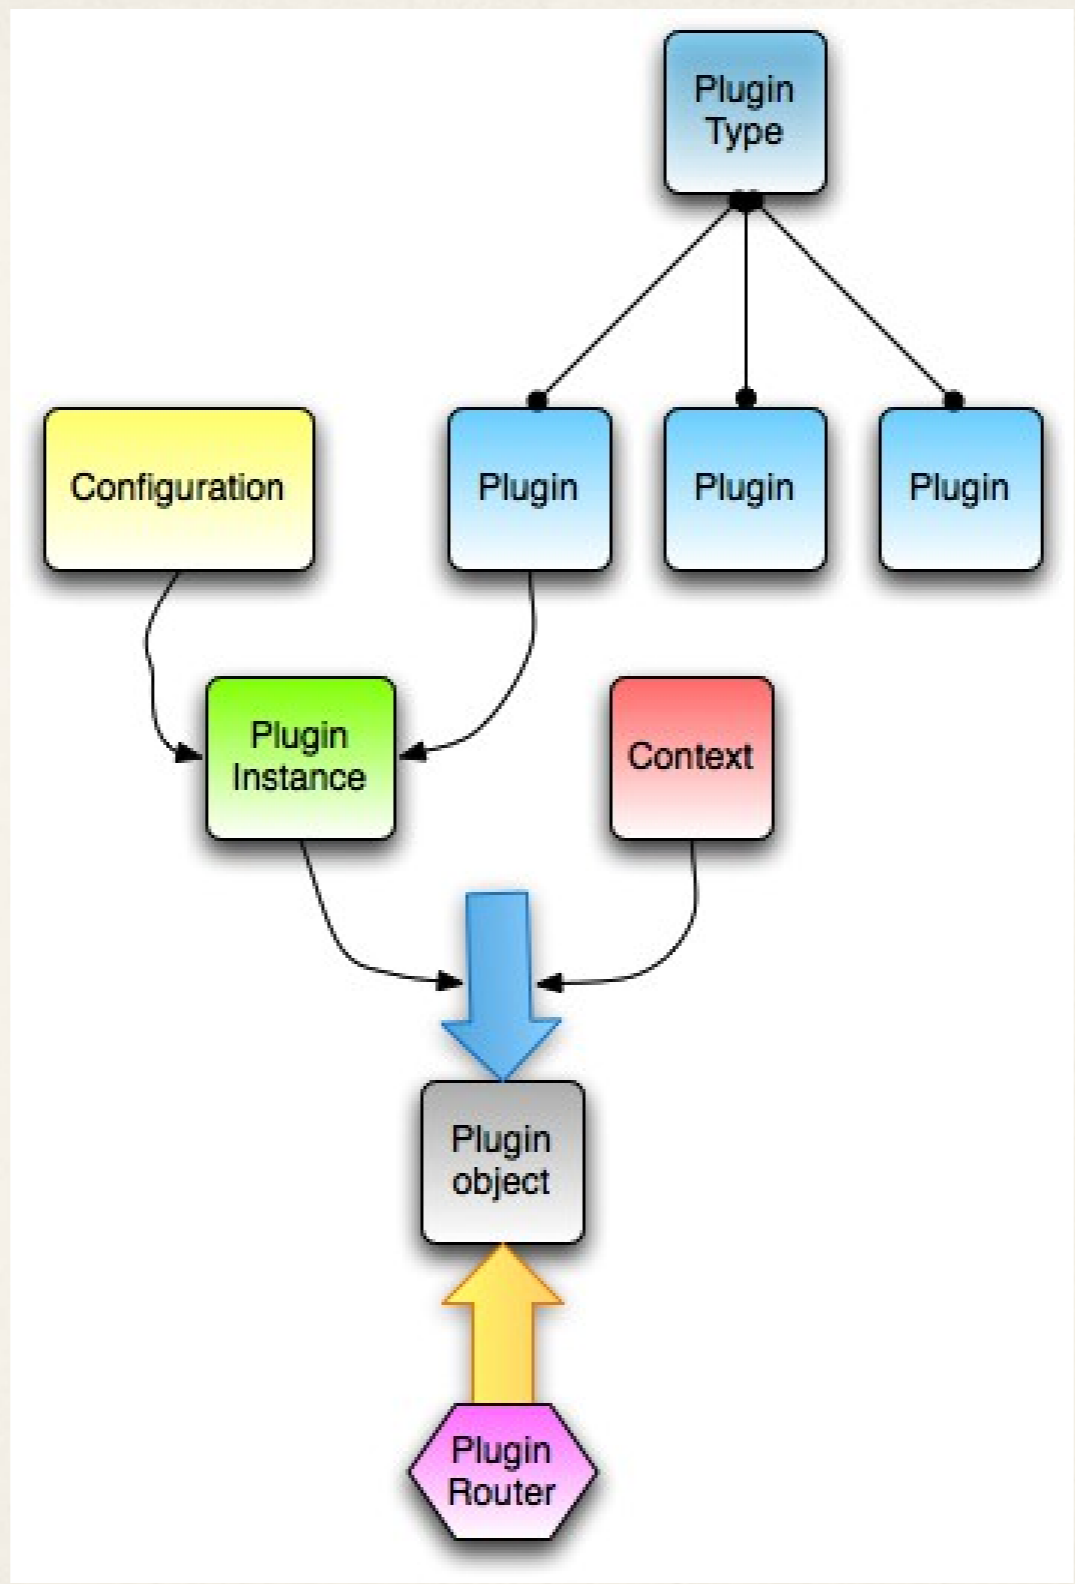 Plugin
Type
Configuration
Plugin
Plugin
Plugin
Plugin
Instance
Context
Plugin
object
Plugin
Router